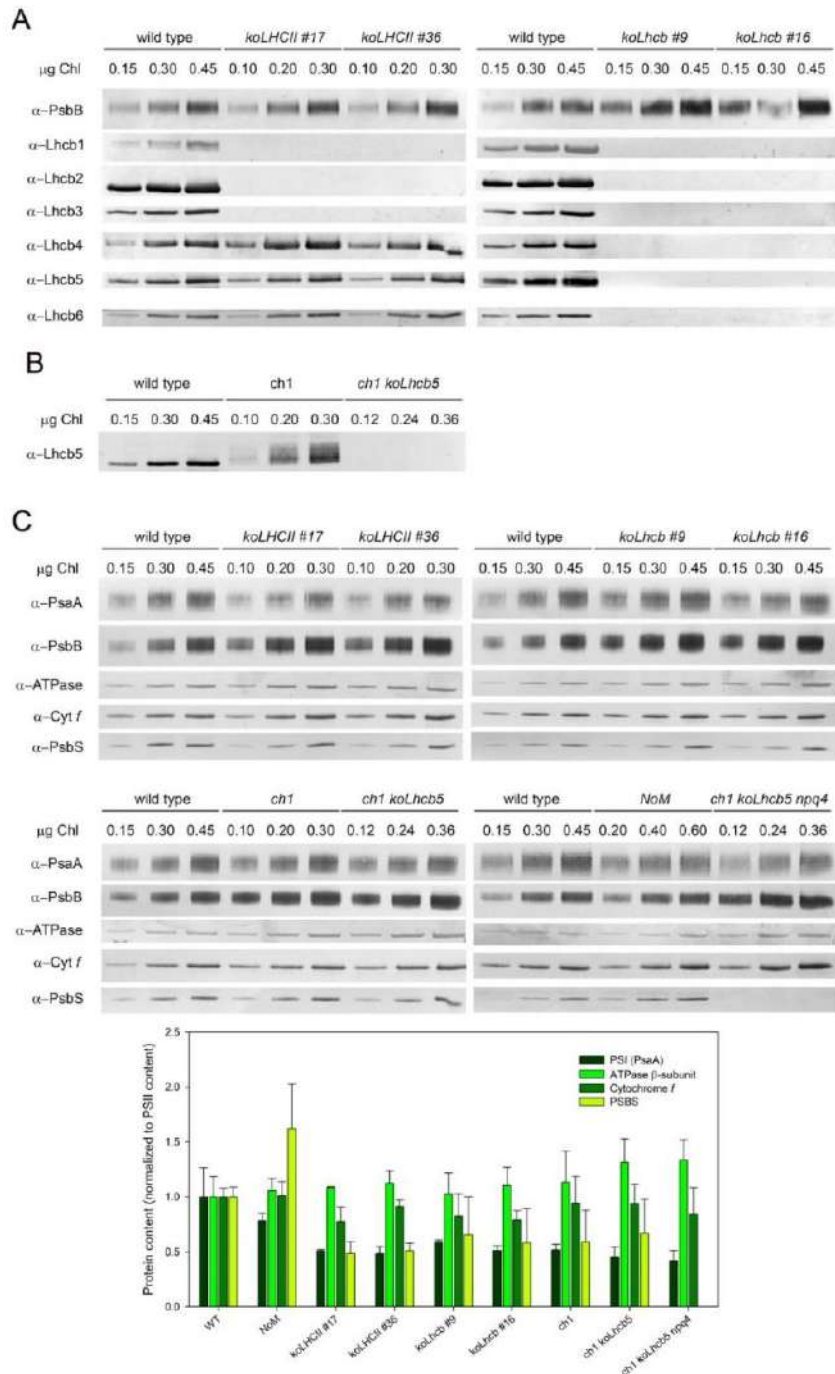 A
wild type koLHCII #17 koLHCII #36 wild type koLhcb #9 koLhcb #16
µg Chl 0.15 0.30 0.45 0.10 0.20 0.30 0.10 0.20 0.30 0.15 0.30 0.45 0.15 0.30 0.45 0.15 0.30 0.45
α–PsbB
α–Lhcb1
α–Lhcb2
α–Lhcb3
α–Lhcb4
α–Lhcb5
α–Lhcb6
B
wild type ch1 ch1 koLhcb5
µg Chl 0.15 0.30 0.45 0.10 0.20 0.30 0.12 0.24 0.36
α–Lhcb5
C
wild type koLHCII #17 koLHCII #36 wild type koLhcb #9 koLhcb #16
µg Chl 0.15 0.30 0.45 0.10 0.20 0.30 0.10 0.20 0.30 0.15 0.30 0.45 0.15 0.30 0.45 0.15 0.30 0.45
α–PsaA
α–PsbB
α–ATPase
α–Cyt f
α–PsbS
wild type ch1 ch1 koLhcb5 wild type NoM ch1 koLhcb5 npq4
µg Chl 0.15 0.30 0.45 0.10 0.20 0.30 0.12 0.24 0.36 0.15 0.30 0.45 0.20 0.40 0.60 0.12 0.24 0.36
α–PsaA
α–PsbB
α–ATPase
α–Cyt f
α–PsbS
Protein content (normalized to PSII content)
2.5
2.0
1.5
1.0
0.5
0.0
PSI (PsaA)
ATPase β-subunit
Cytochrome f
PSBS
WT NoM koLHCII #17 koLHCII #36 koLhcb #9 koLhcb #16 ch1 ch1 koLhcb5 ch1 koLhcb5 npq4